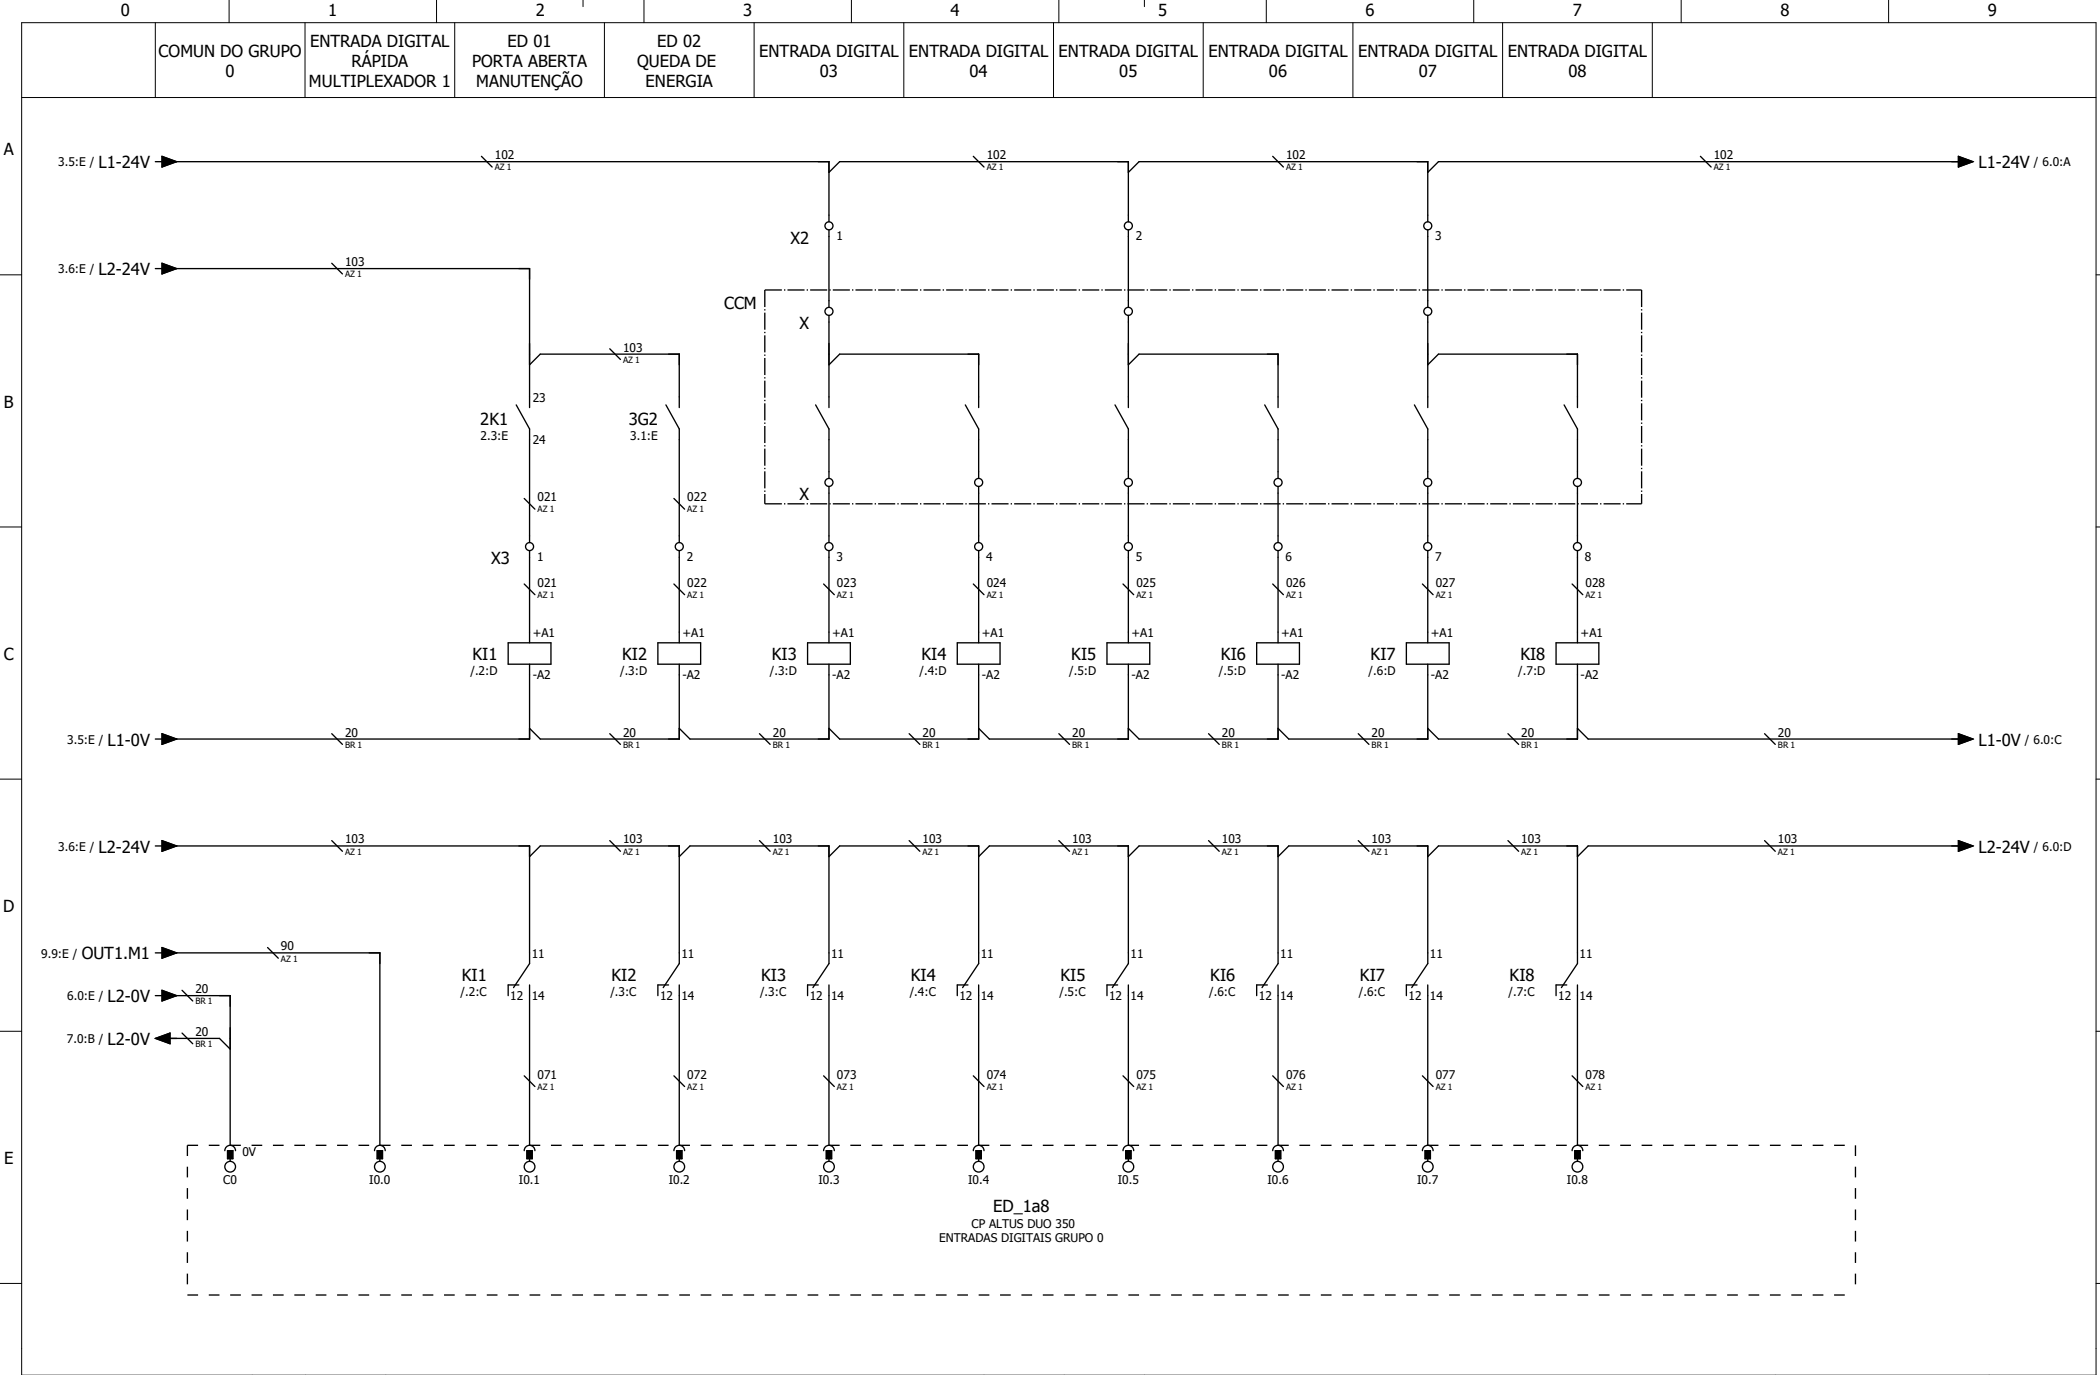 0 1 2 3 4 5 6 7 8 9
COMUN DO GRUPO
0
ENTRADA DIGITAL
RÁPIDA
MULTIPLEXADOR 1
ED 01
PORTA ABERTA
MANUTENÇÃO
ED 02
QUEDA DE
ENERGIA
ENTRADA DIGITAL
03
ENTRADA DIGITAL
04
ENTRADA DIGITAL
05
ENTRADA DIGITAL
06
ENTRADA DIGITAL
07
ENTRADA DIGITAL
08
A
3.5:E / L1-24V 102 102 102 102 L1-24V / 6.0:A
AZ 1 AZ 1 AZ 1 AZ 1
X2 1 2 3
3.6:E / L2-24V 103
AZ 1
CCM
X
103
AZ 1
B
23
2K1 3G2
2.3:E 24 3.1:E
X
021 022
AZ 1 AZ 1
X3 1 2 3 4 5 6 7 8
021 022 023 024 025 026 027 028
AZ 1 AZ 1 AZ 1 AZ 1 AZ 1 AZ 1 AZ 1 AZ 1
+A1 +A1 +A1 +A1 +A1 +A1 +A1 +A1
C
KI1 KI2 KI3 KI4 KI5 KI6 KI7 KI8
/.2:D /.3:D /.3:D /.4:D /.5:D /.5:D /.6:D /.7:D
-A2 -A2 -A2 -A2 -A2 -A2 -A2 -A2
3.5:E / L1-0V 20 20 20 20 20 20 20 20 20 L1-0V / 6.0:C
BR 1 BR 1 BR 1 BR 1 BR 1 BR 1 BR 1 BR 1 BR 1
3.6:E / L2-24V 103 103 103 103 103 103 103 103 103 L2-24V / 6.0:D
AZ 1 AZ 1 AZ 1 AZ 1 AZ 1 AZ 1 AZ 1 AZ 1 AZ 1
D
9.9:E / OUT1.M1 90
AZ 1
11 11 11 11 11 11 11 11
KI1 KI2 KI3 KI4 KI5 KI6 KI7 KI8
/.2:C /.3:C /.3:C /.4:C /.5:C /.6:C /.6:C /.7:C
12 14 12 14 12 14 12 14 12 14 12 14 12 14 12 14
6.0:E / L2-0V 20
BR 1
7.0:B / L2-0V 20
BR 1
071 072 073 074 075 076 077 078
AZ 1 AZ 1 AZ 1 AZ 1 AZ 1 AZ 1 AZ 1 AZ 1
E
0V
C0 I0.0 I0.1 I0.2 I0.3 I0.4 I0.5 I0.6 I0.7 I0.8
ED_1a8
CP ALTUS DUO 350
ENTRADAS DIGITAIS GRUPO 0